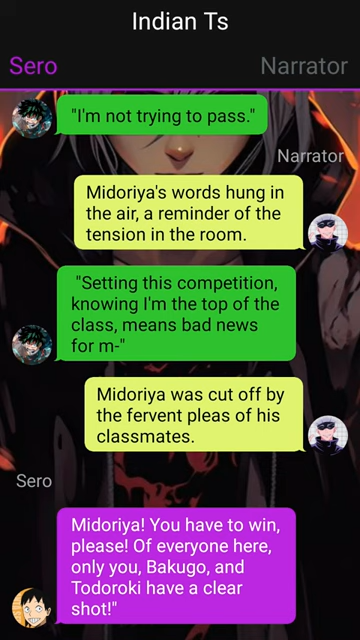 Indian Ts
Sero
Narrator
"I'm not trying to pass."
Narrator
Midoriya's words hung in
the air, a reminder of the
tension in the room.
"Setting this competition,
knowing I'm the top of the
class, means bad news
for m-"
Midoriya was cut off by
the fervent pleas of his
classmates.
Sero
Midoriya! You have to win,
please! Of everyone here,
only you, Bakugo, and
Todoroki have a clear
shot!"